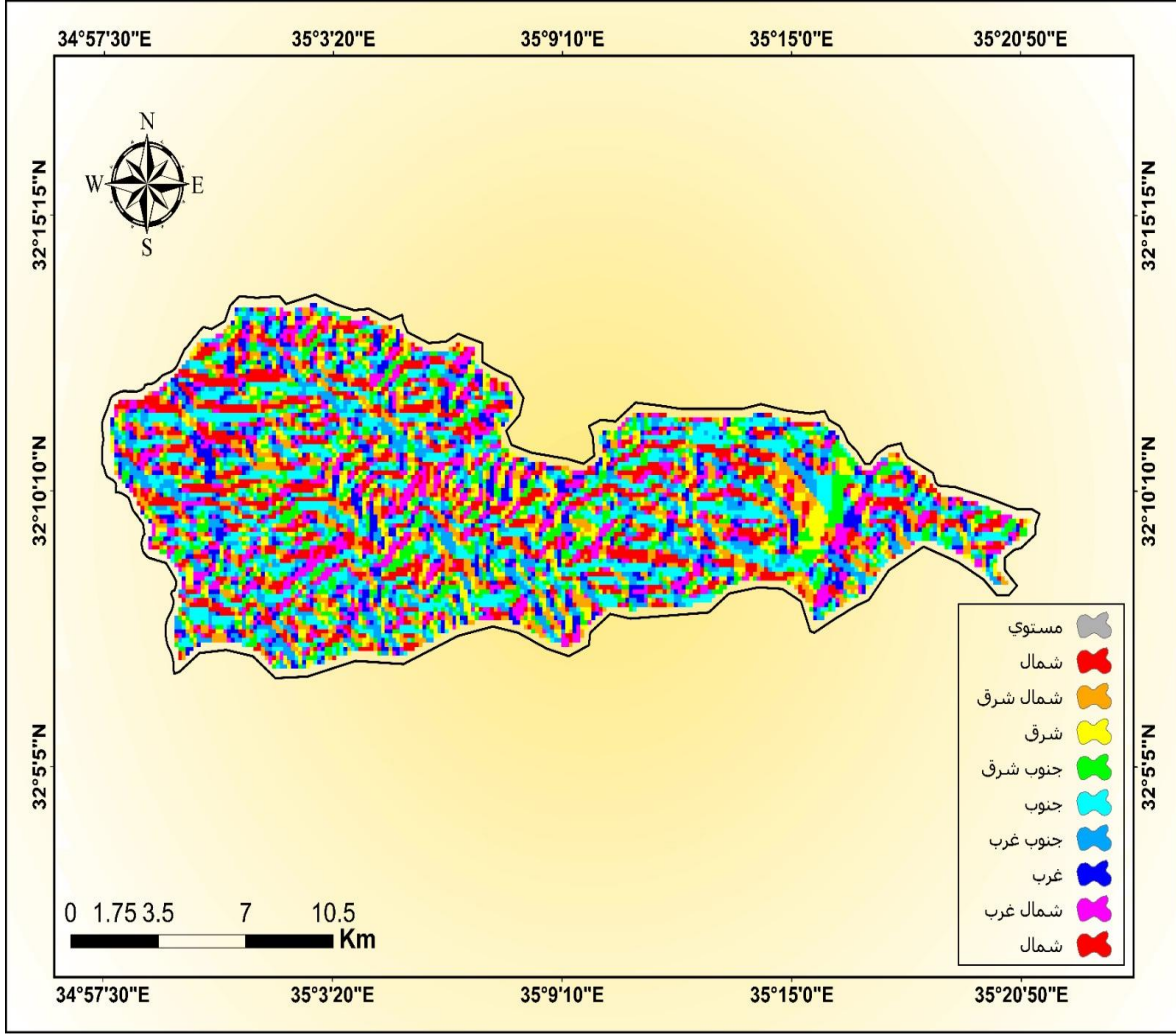 34°57'30"E 35°3'20"E 35°9'10"E 35°15'0"E 35°20'50"E
N
W E
S
32°15'15"N 32°15'15"N
32°10'10"N 32°10'10"N
32°5'5"N 32°5'5"N
مستوي
شمال
شمال شرق
شرق
جنوب شرق
جنوب
جنوب غرب
غرب
شمال غرب
شمال
0 1.75 3.5 7 10.5
Km
34°57'30"E 35°3'20"E 35°9'10"E 35°15'0"E 35°20'50"E